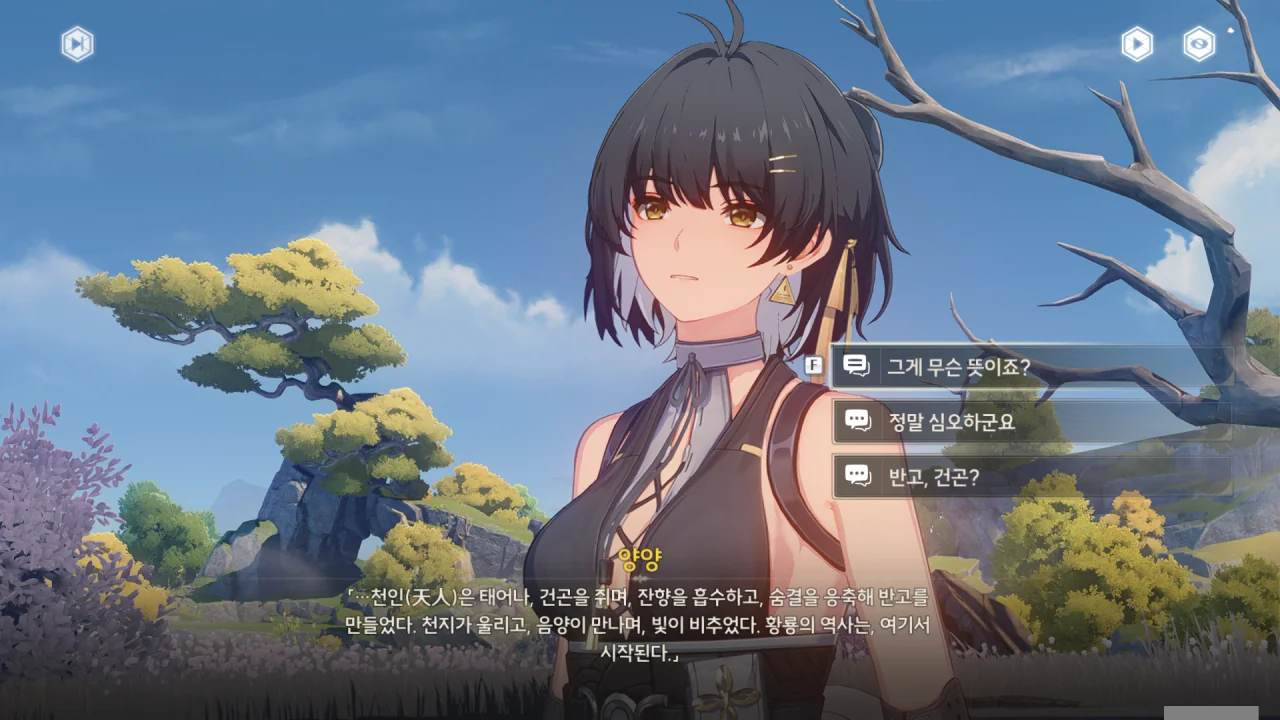 F
그게 무슨 뜻이죠?
정말 심오하군요
반고, 건곤?
양양
「…천인(天人)은 태어나, 건곤을 쥐며, 잔향을 흡수하고, 숨결을 응축해 반고를
만들었다. 천지가 울리고, 음양이 만나며, 빛이 비추었다. 황룡의 역사는, 여기서
시작된다.」